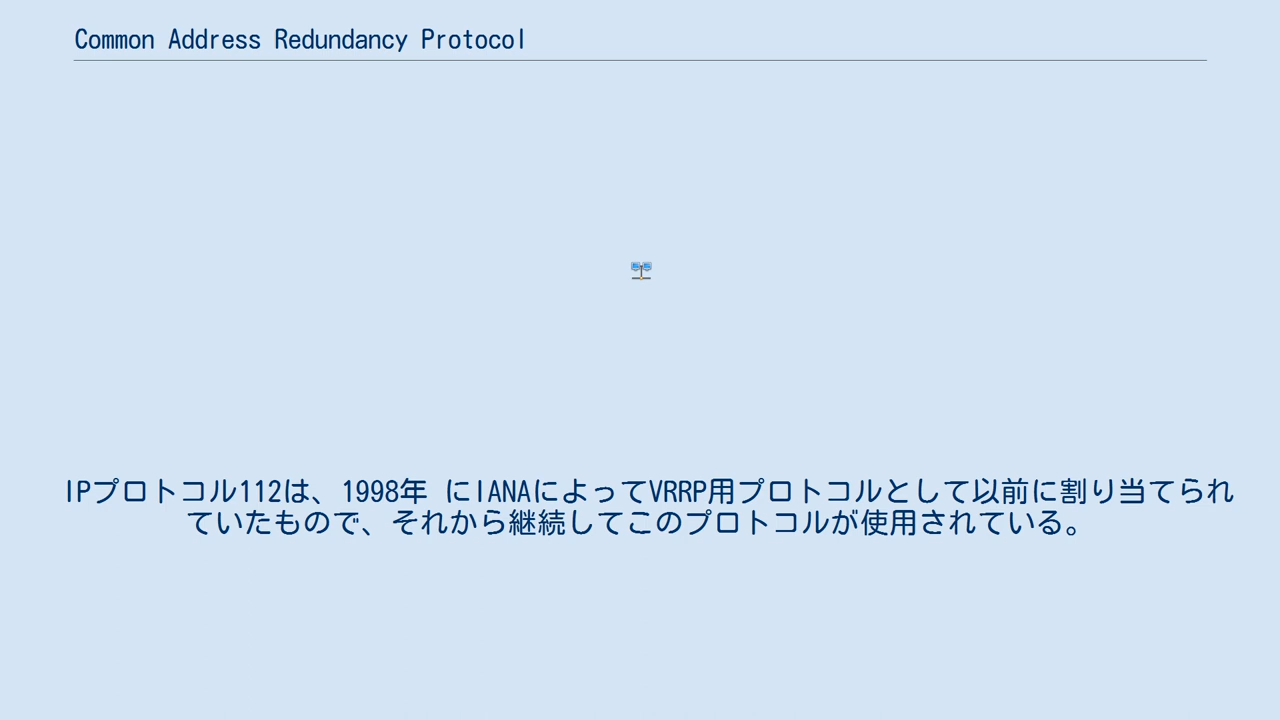 Common Address Redundancy Protocol
IPプロトコル112は、1998年 にIANAによってVRRP用プロトコルとして以前に割り当てられ
ていたもので、それから継続してこのプロトコルが使用されている。